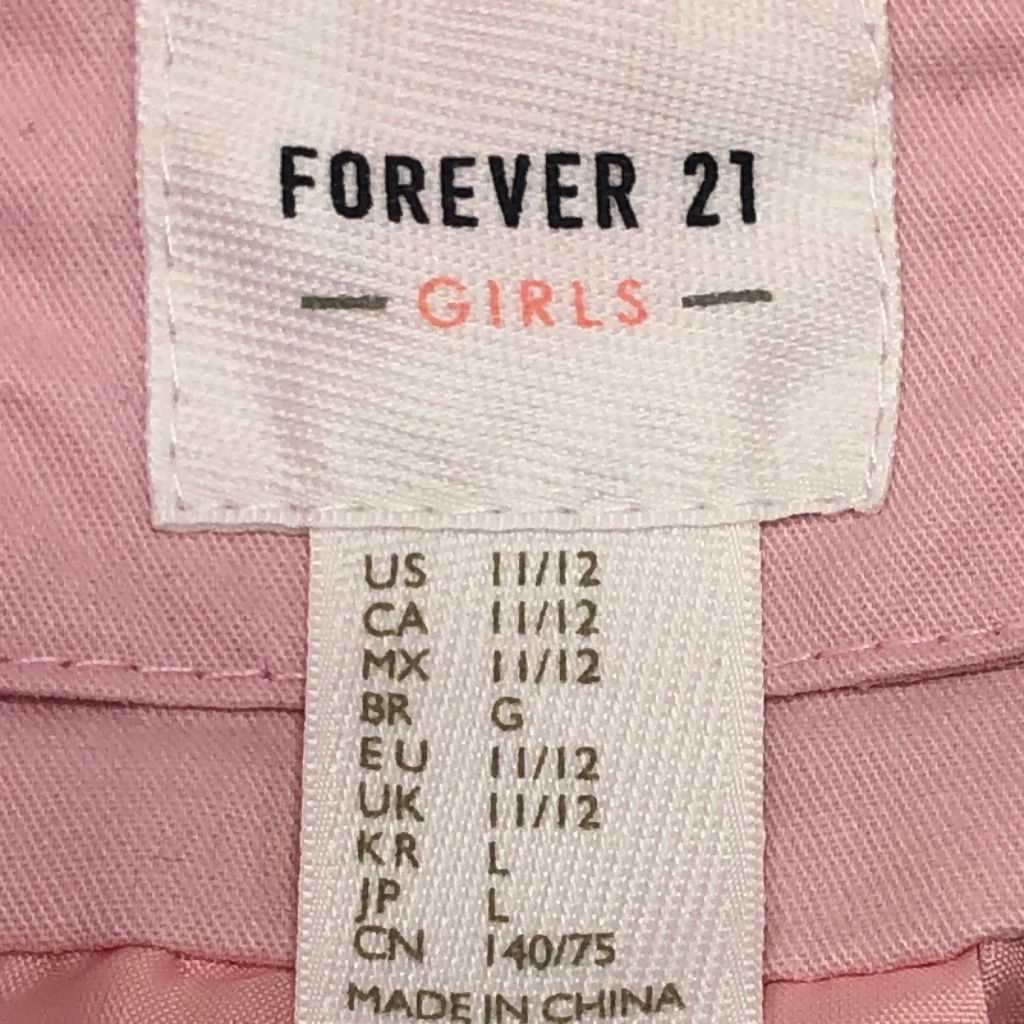 FOREVER 21
GIRLS
US 11/12
CA 11/12
MX 11/12
BR G
EU 11/12
UK 11/12
KR L
JP L
CN 140/75
MADE IN CHINA